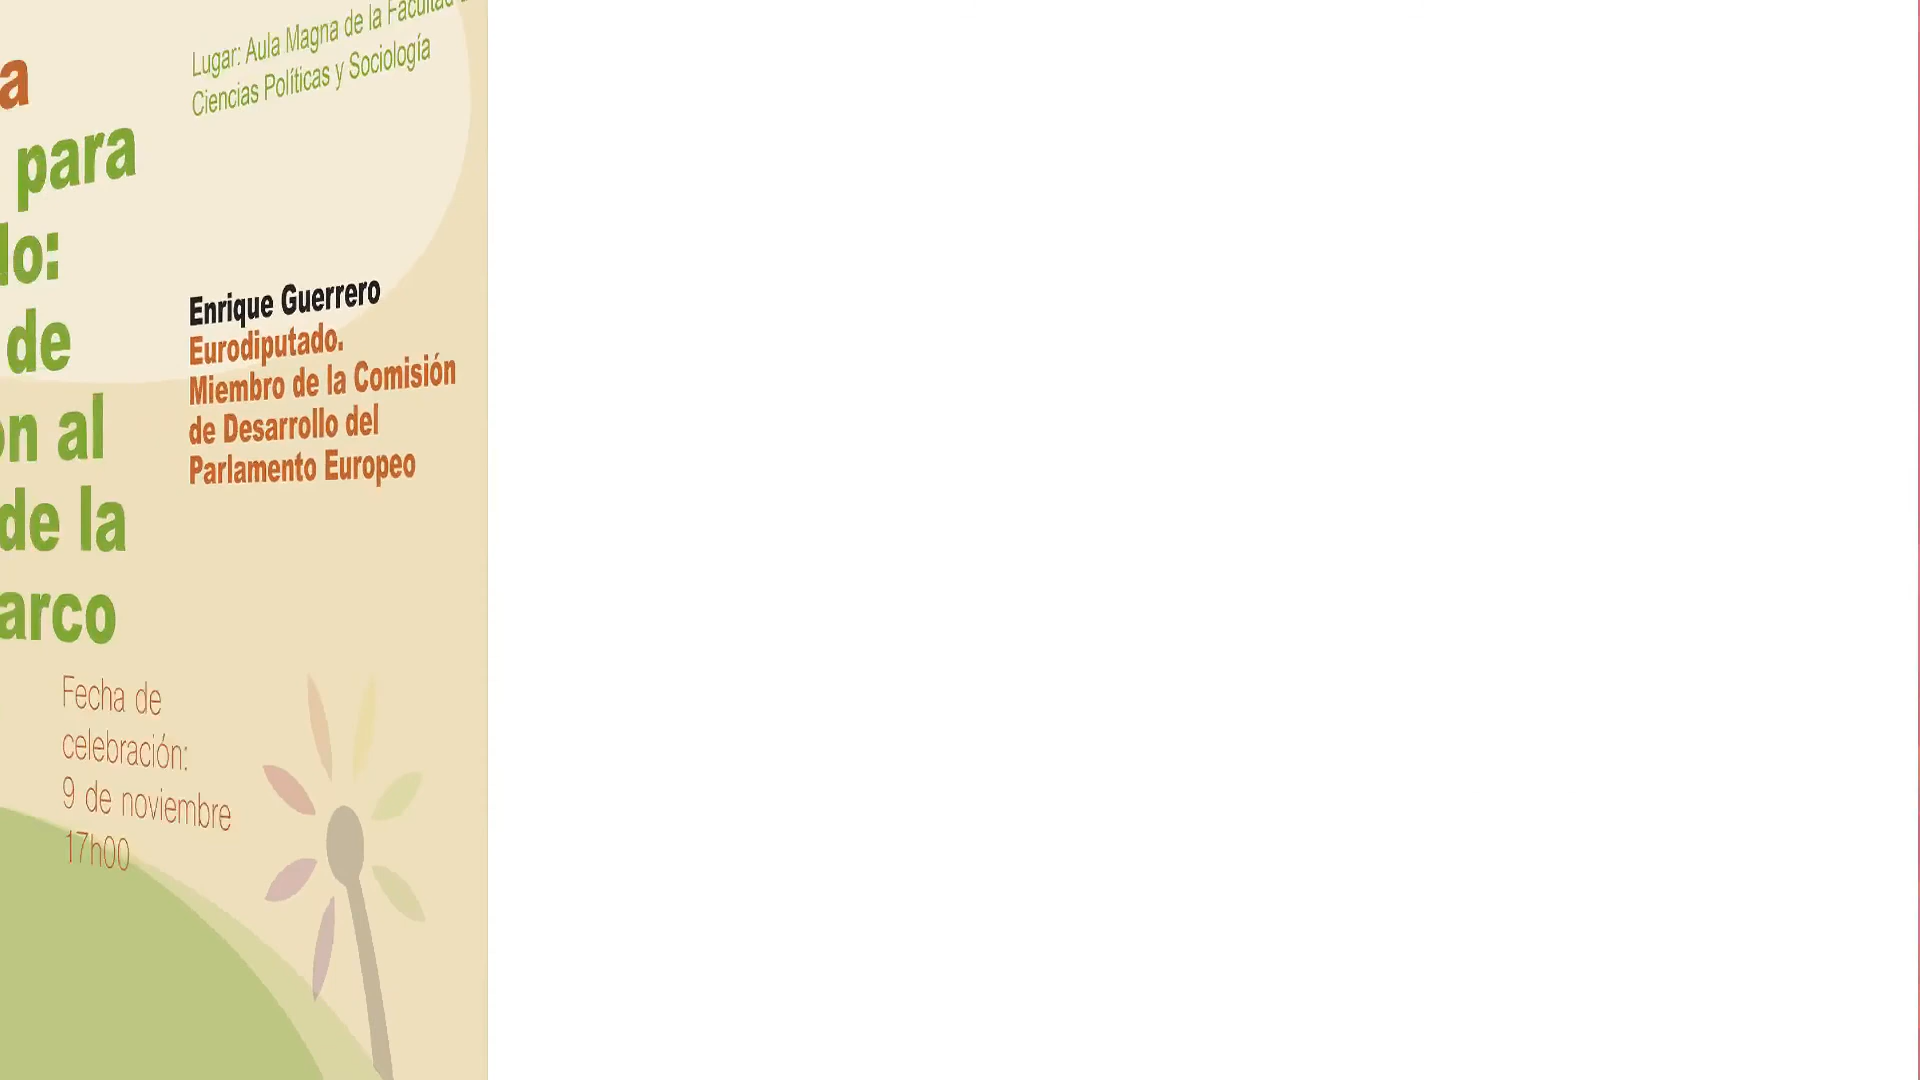 Lugar: Aula Magna de la Facultad
Ciencias Políticas y Sociología
a
para
lo:
de
ón al
de la
arco
Enrique Guerrero
Eurodiputado.
Miembro de la Comisión
de Desarrollo del
Parlamento Europeo
Fecha de
celebración:
9 de noviembre
17h00